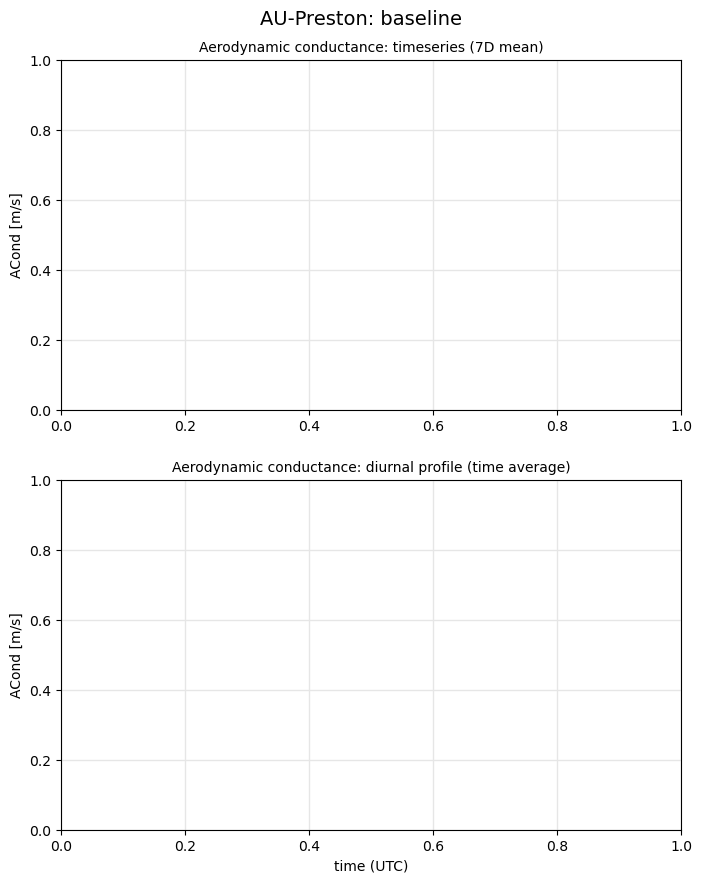 AU-Preston: baseline
Aerodynamic conductance: timeseries (7D mean)
1.0
0.8
0.6
0.4
0.2
0.0
ACond [m/s]
0.0 0.2 0.4 0.6 0.8 1.0
Aerodynamic conductance: diurnal profile (time average)
1.0
0.8
0.6
0.4
0.2
0.0
ACond [m/s]
0.0 0.2 0.4 0.6 0.8 1.0
time (UTC)